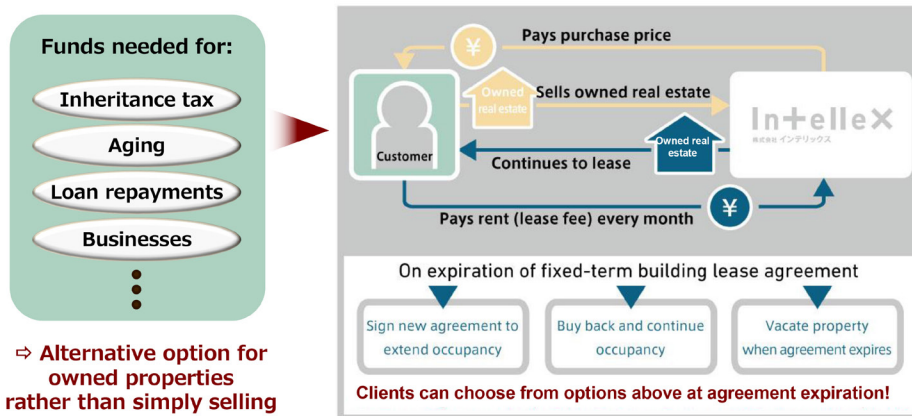 Funds needed for:
Inheritance tax
Aging
Loan repayments
Businesses
⇨ Alternative option for
owned properties
rather than simply selling
¥
Pays purchase price
Owned
real estate
Sells owned real estate
Customer
Intellex
株式会社 インテリックス
Owned real
estate
Continues to lease
¥
Pays rent (lease fee) every month
On expiration of fixed-term building lease agreement
Sign new agreement to
extend occupancy
Buy back and continue
occupancy
Vacate property
when agreement expires
Clients can choose from options above at agreement expiration!